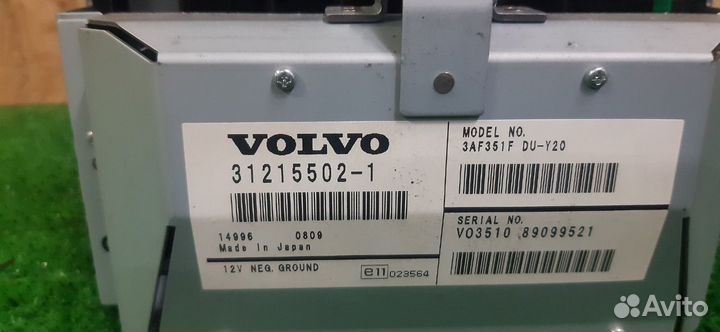 VOLVO
31215502-1
14996 0809
Made In Japan
12V NEG. GROUND
e11 023564
MODEL NO.
3AF351F DU-Y20
SERIAL NO.
VO3510 89099521
Avito